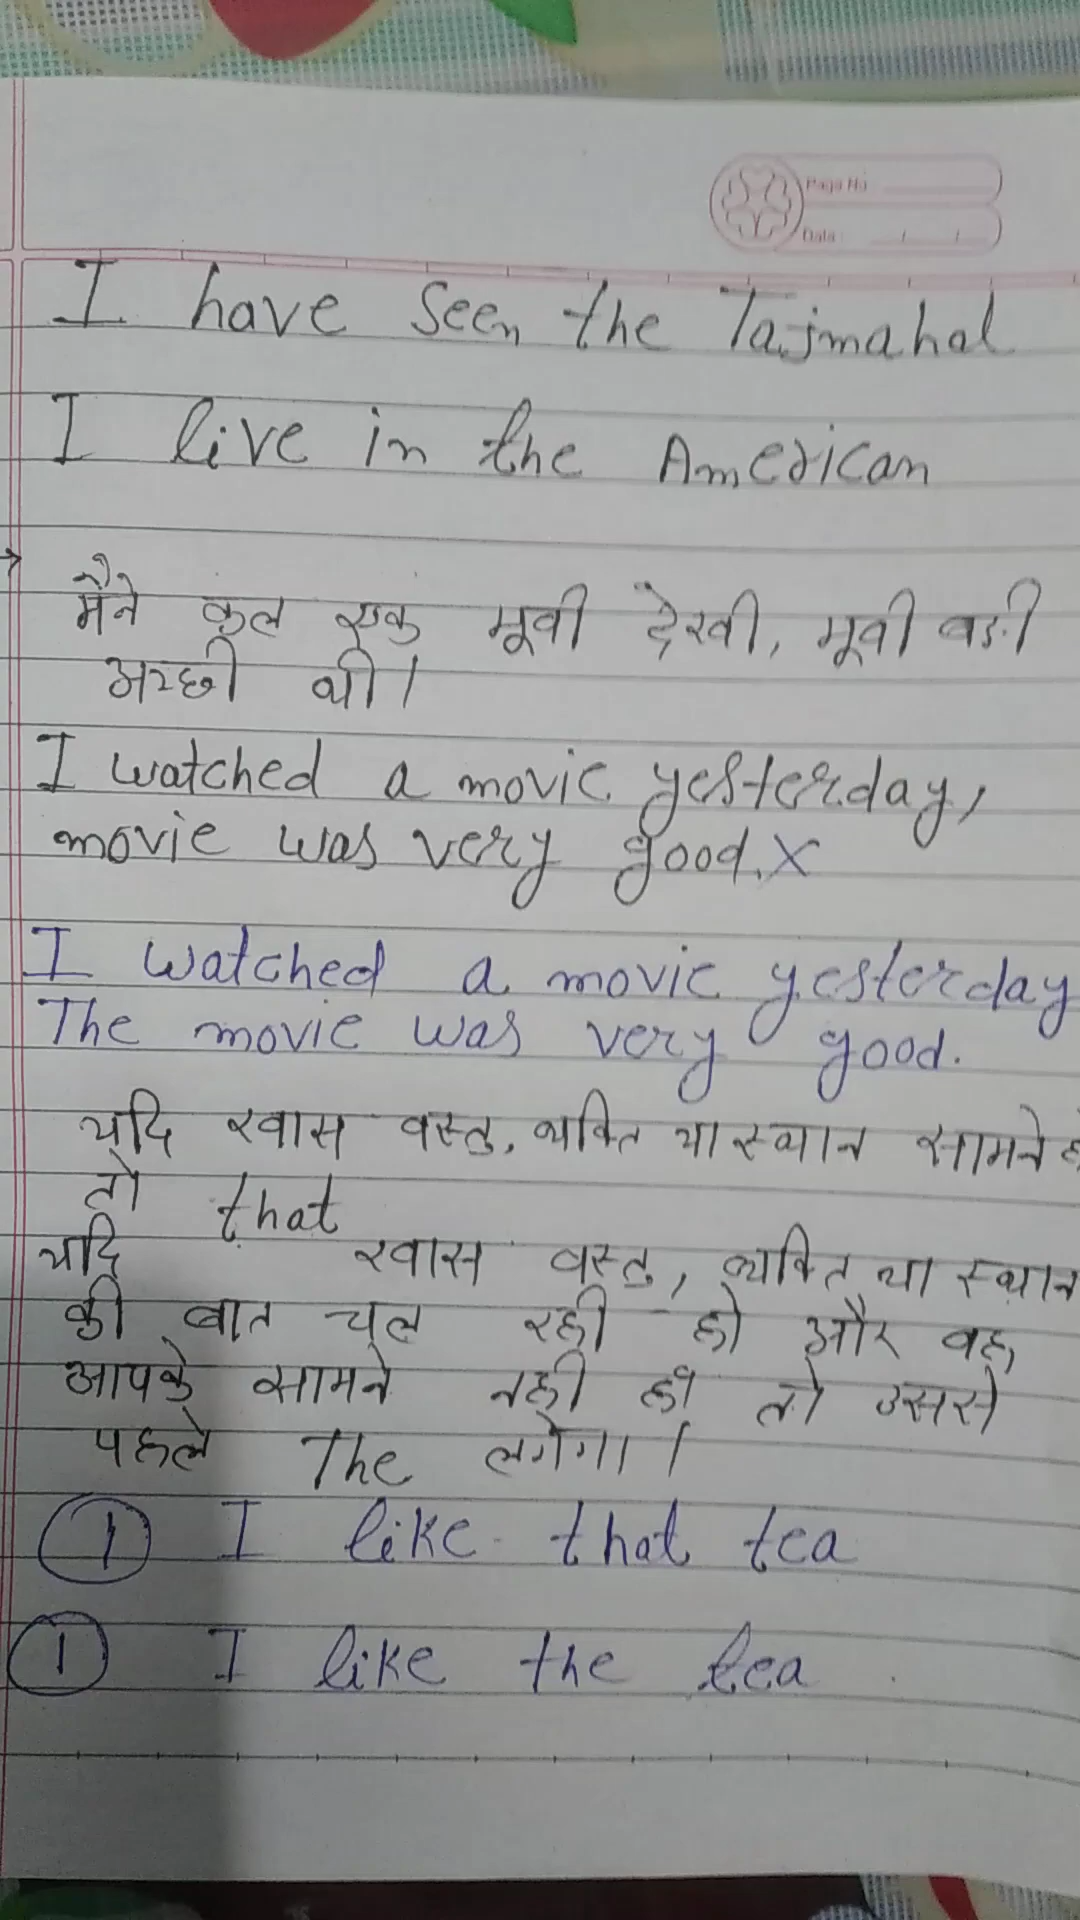 Page No
Date
I have seen the Tajmahal
I live in the American
मैने कल एक मूवी देखी, मूवी बडी
अच्छी थी।
I watched a movie yesterday,
movie was very good. X
I watched a movie yesterday
The movie was very good.
यदि खास वस्तु, व्यक्ति या स्थान सामने हो
तो that
यदि खास वस्तु, व्यक्ति या स्थान
की बात चल रही हो और वह
आपके सामने नही हो तो उससे
पहले The लगेगा।
① I like that tea
① I like the tea